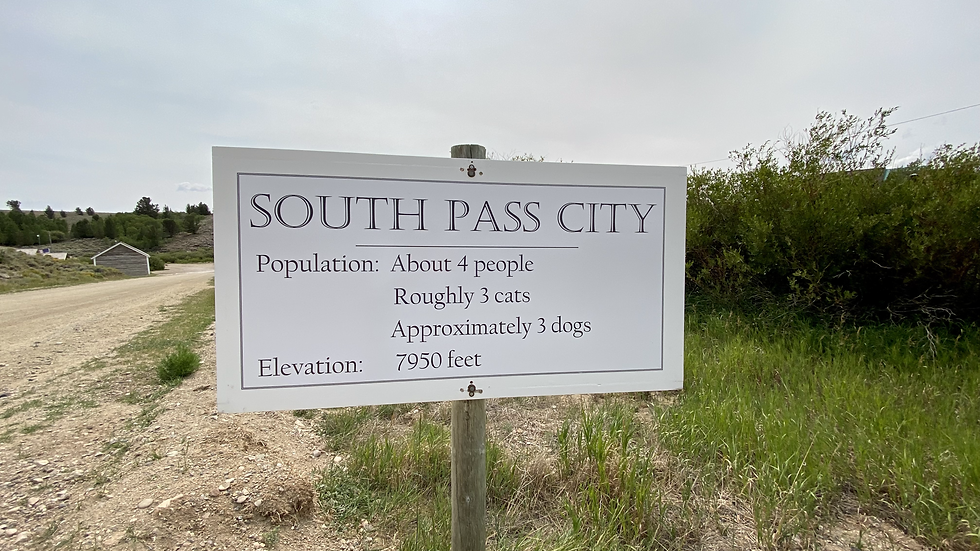 SOUTH PASS CITY
Population: About 4 people
Roughly 3 cats
Approximately 3 dogs
Elevation: 7950 feet